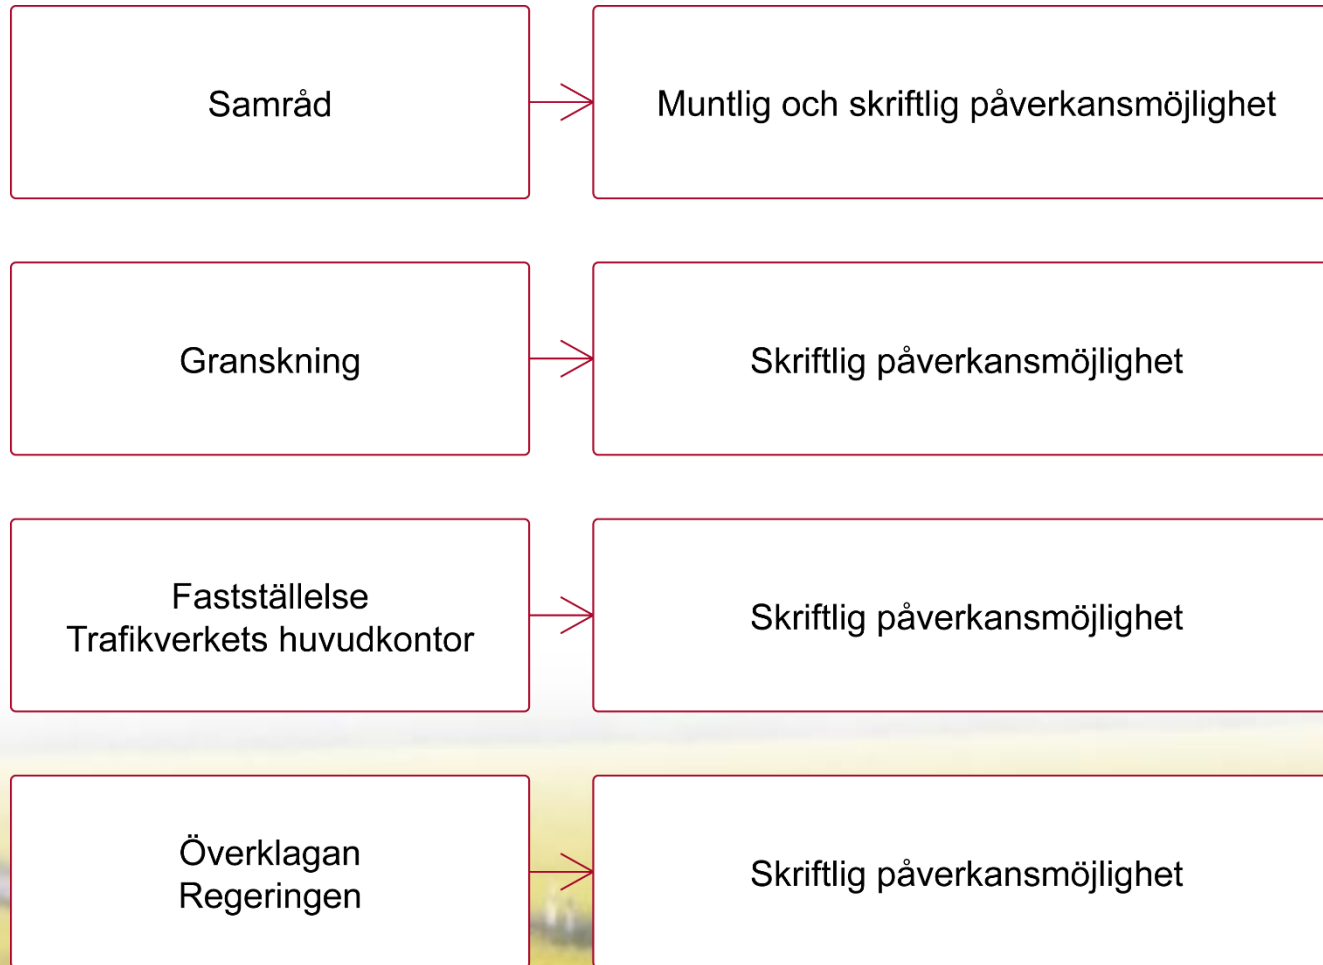 Samråd
Muntlig och skriftlig påverkansmöjlighet
Granskning
Skriftlig påverkansmöjlighet
Fastställelse
Trafikverkets huvudkontor
Skriftlig påverkansmöjlighet
Överklagan
Regeringen
Skriftlig påverkansmöjlighet